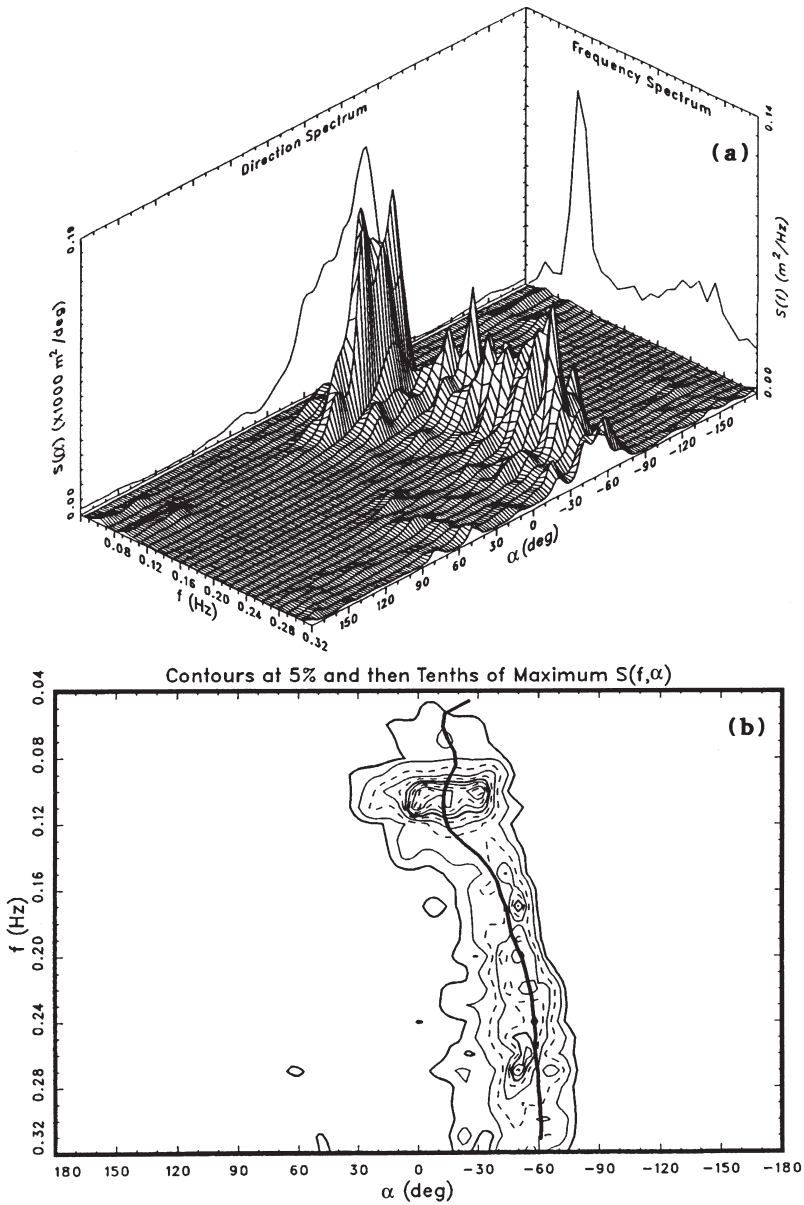 Direction Spectrum
Frequency Spectrum
(a)
0.14
S(f) (m²/Hz)
0.00
S(α) (x1000 m²/deg)
0.00
0.08
0.12
0.16
0.20
0.24
0.28
0.32
f (Hz)
150
120
90
60
30
0
-30
-60
-90
-120
-150
α (deg)
Contours at 5% and then Tenths of Maximum S(f,α)
(b)
0.04
0.08
0.12
0.16
0.20
0.24
0.28
0.32
f (Hz)
180 150 120 90 60 30 0 -30 -60 -90 -120 -150 -180
α (deg)